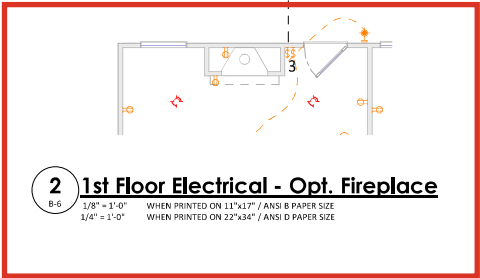 $$
3
2
B-6
1st Floor Electrical - Opt. Fireplace
1/8" = 1'-0" WHEN PRINTED ON 11"x17" / ANSI B PAPER SIZE
1/4" = 1'-0" WHEN PRINTED ON 22"x34" / ANSI D PAPER SIZE